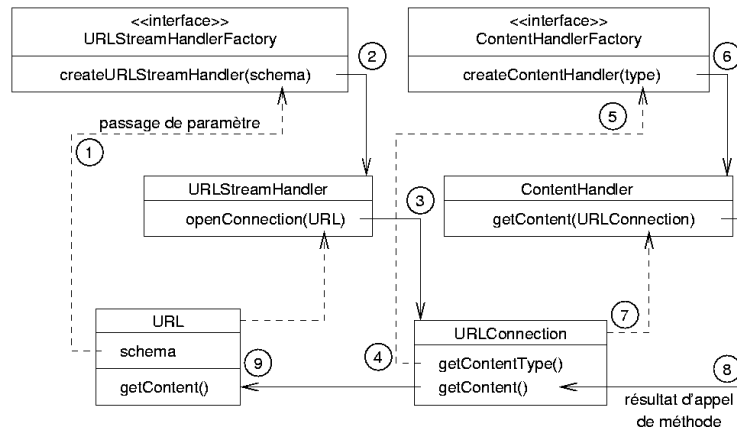 <<interface>>
URLStreamHandlerFactory
createURLStreamHandler(schema)
2
<<interface>>
ContentHandlerFactory
createContentHandler(type)
6
passage de paramètre
1
5
URLStreamHandler
openConnection(URL)
3
ContentHandler
getContent(URLConnection)
URL
schema
getContent()
9
4
URLConnection
getContentType()
getContent()
7
8
résultat d'appel
de méthode